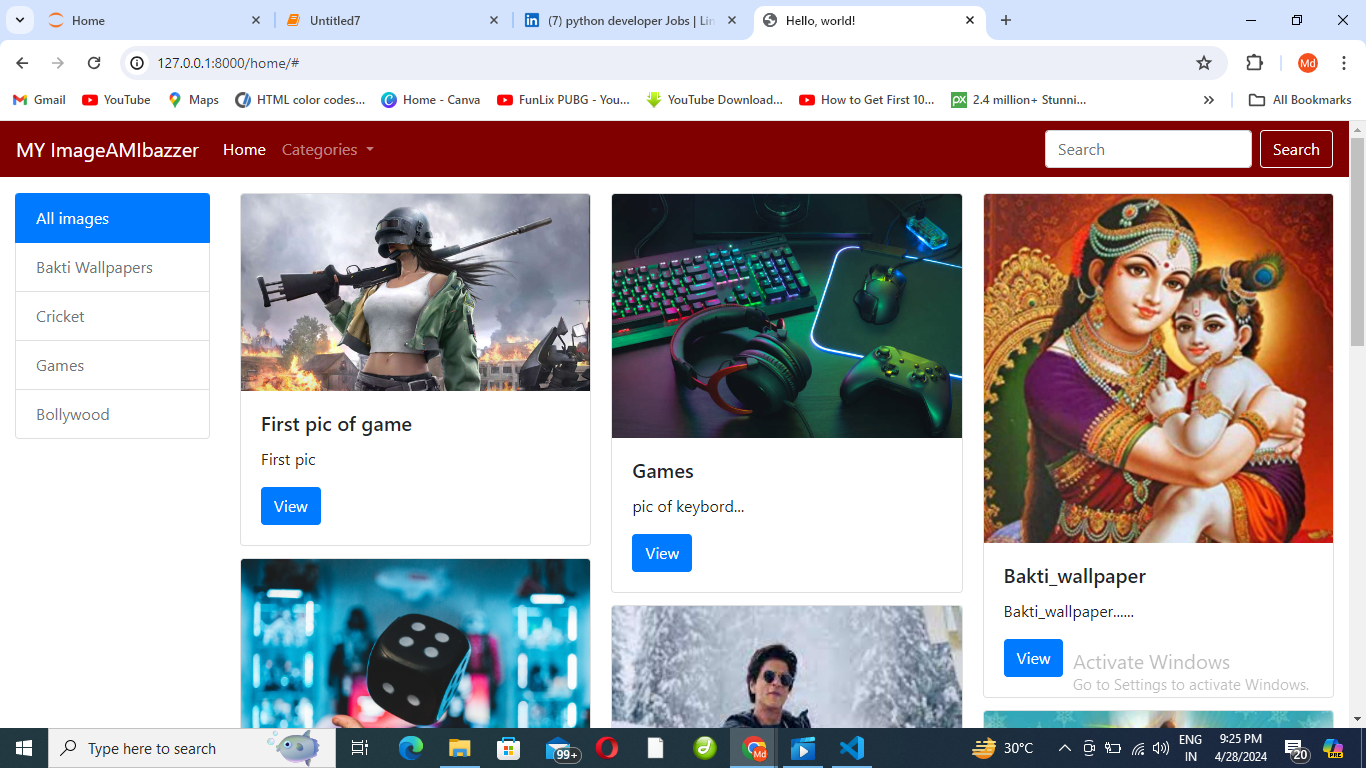 Home
Untitled7
(7) python developer Jobs | Lin
Hello, world!
127.0.0.1:8000/home/#
Md
Gmail
YouTube
Maps
HTML color codes...
Home - Canva
FunLix PUBG - You...
YouTube Download...
How to Get First 10...
2.4 million+ Stunni...
All Bookmarks
MY ImageAMIbazzer
Home
Categories
Search
Search
All images
Bakti Wallpapers
Cricket
Games
Bollywood
First pic of game
First pic
View
Games
pic of keybord...
View
Bakti_wallpaper
Bakti_wallpaper......
View
Activate Windows
Go to Settings to activate Windows.
Type here to search
99+
Md
30°C
ENG
IN
9:25 PM
4/28/2024
20
PRE